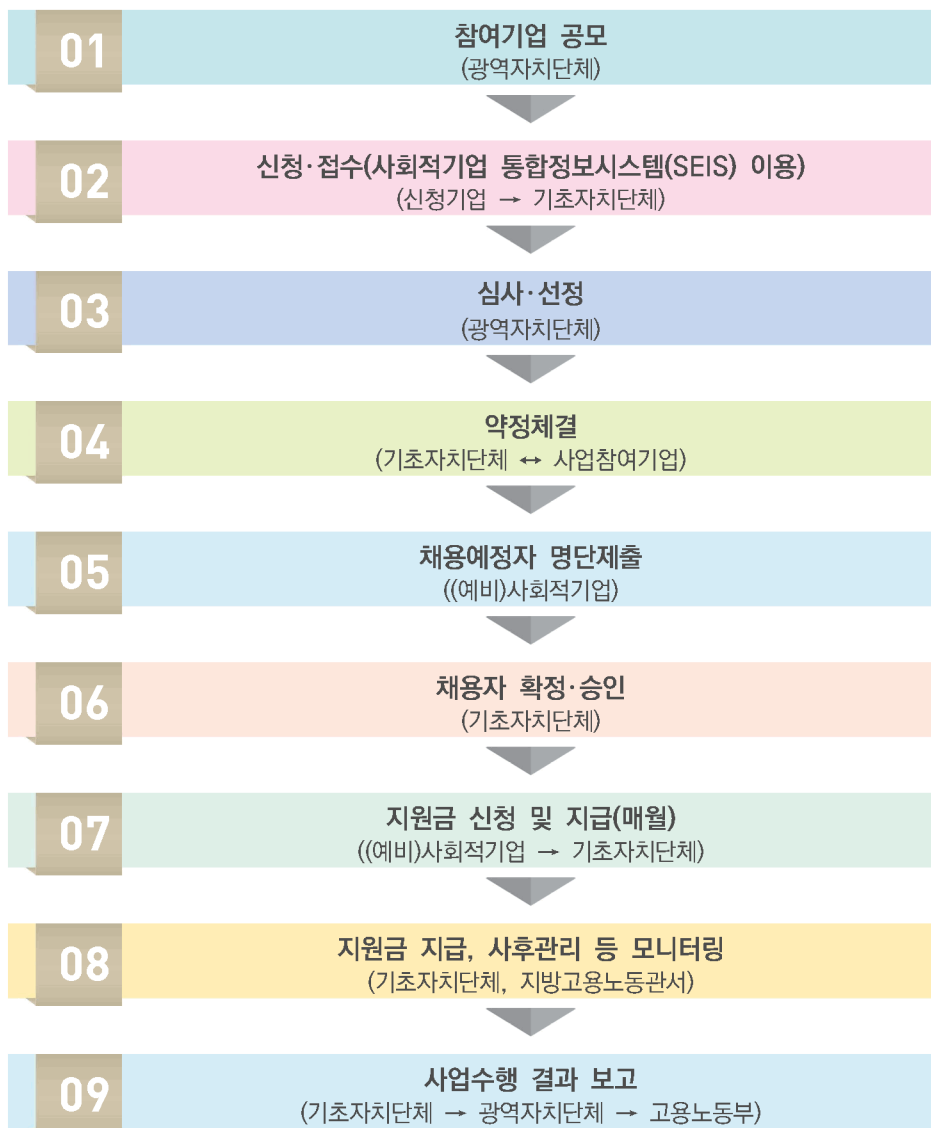 01
참여기업 공모
(광역자치단체)
02
신청·접수(사회적기업 통합정보시스템(SEIS) 이용)
(신청기업 → 기초자치단체)
03
심사·선정
(광역자치단체)
04
약정체결
(기초자치단체 ↔ 사업참여기업)
05
채용예정자 명단제출
((예비)사회적기업)
06
채용자 확정·승인
(기초자치단체)
07
지원금 신청 및 지급(매월)
((예비)사회적기업 → 기초자치단체)
08
지원금 지급, 사후관리 등 모니터링
(기초자치단체, 지방고용노동관서)
09
사업수행 결과 보고
(기초자치단체 → 광역자치단체 → 고용노동부)